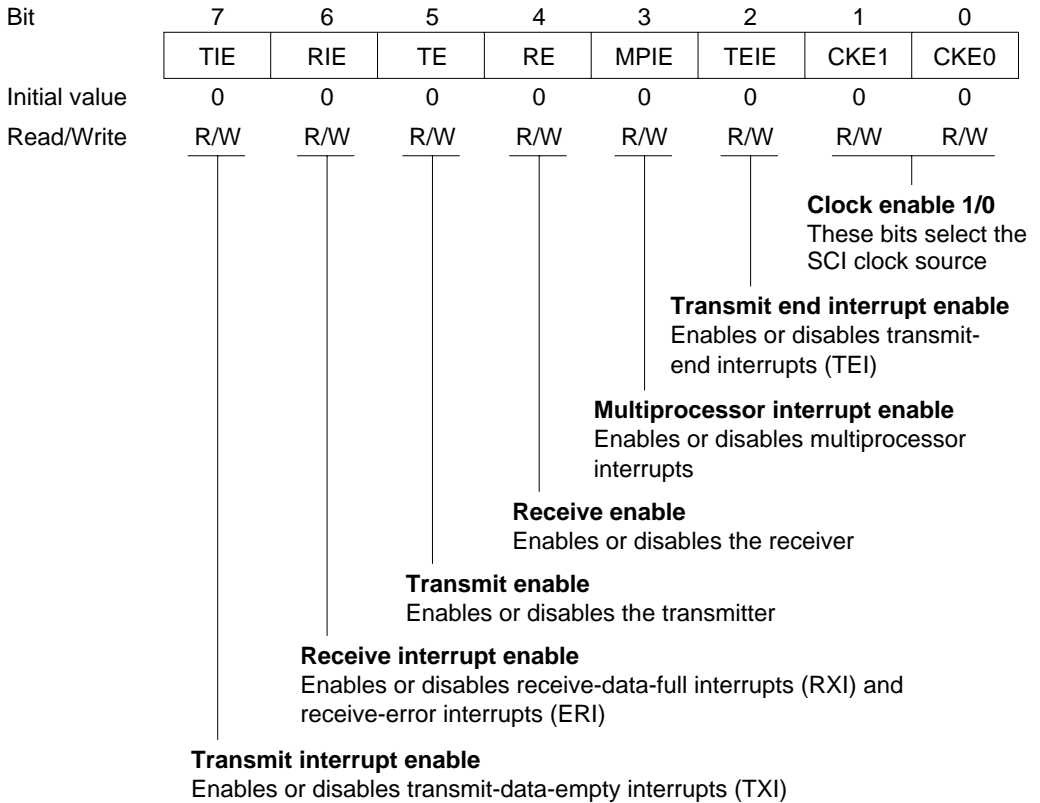 Bit 7 6 5 4 3 2 1 0
TIE RIE TE RE MPIE TEIE CKE1 CKE0
Initial value 0 0 0 0 0 0 0 0
Read/Write R/W R/W R/W R/W R/W R/W R/W R/W
Clock enable 1/0
These bits select the
SCI clock source
Transmit end interrupt enable
Enables or disables transmit-
end interrupts (TEI)
Multiprocessor interrupt enable
Enables or disables multiprocessor
interrupts
Receive enable
Enables or disables the receiver
Transmit enable
Enables or disables the transmitter
Receive interrupt enable
Enables or disables receive-data-full interrupts (RXI) and
receive-error interrupts (ERI)
Transmit interrupt enable
Enables or disables transmit-data-empty interrupts (TXI)